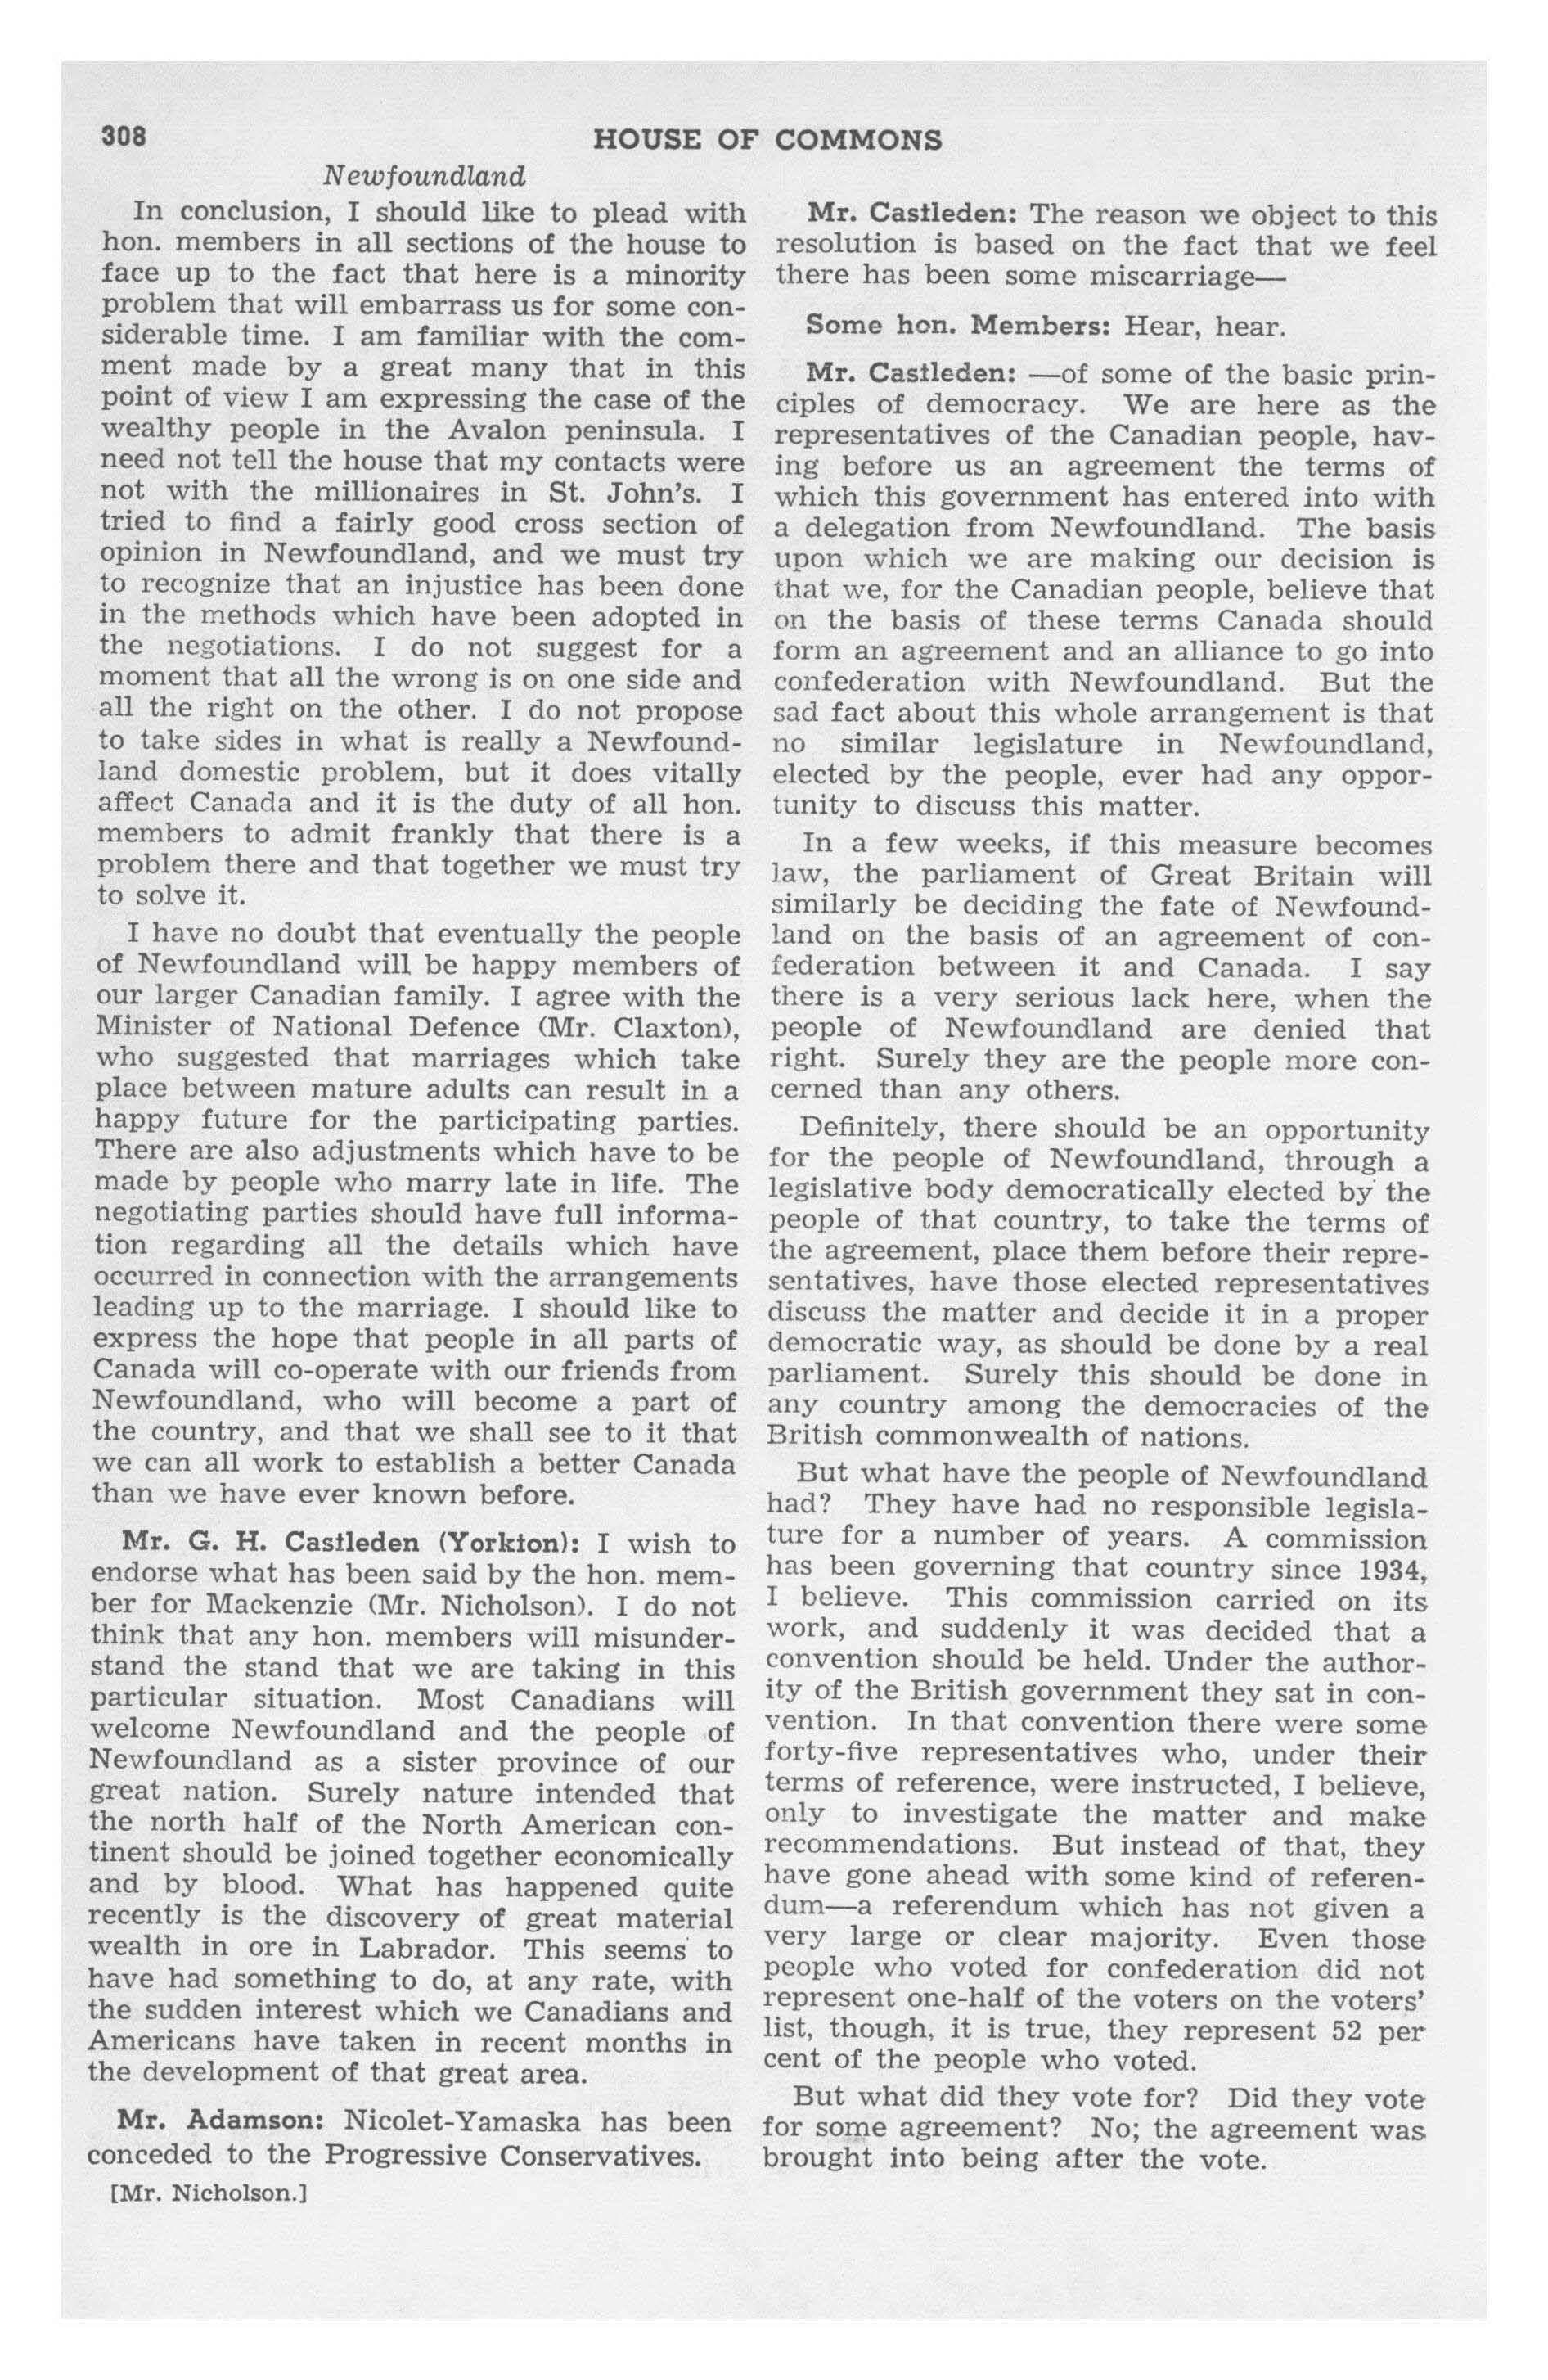 308
HOUSE OF COMMONS
Newfoundland
In conclusion, I should like to plead with
hon. members in all sections of the house to
face up to the fact that here is a minority
problem that will embarrass us for some con-
siderable time. I am familiar with the com-
ment made by a great many that in this
point of view I am expressing the case of the
wealthy people in the Avalon peninsula. I
need not tell the house that my contacts were
not with the millionaires in St. John's. I
tried to find a fairly good cross section of
opinion in Newfoundland, and we must try
to recognize that an injustice has been done
in the methods which have been adopted in
the negotiations. I do not suggest for a
moment that all the wrong is on one side and
all the right on the other. I do not propose
to take sides in what is really a Newfound-
land domestic problem, but it does vitally
affect Canada and it is the duty of all hon.
members to admit frankly that there is a
problem there and that together we must try
to solve it.
I have no doubt that eventually the people
of Newfoundland will be happy members of
our larger Canadian family. I agree with the
Minister of National Defence (Mr. Claxton),
who suggested that marriages which take
place between mature adults can result in a
happy future for the participating parties.
There are also adjustments which have to be
made by people who marry late in life. The
negotiating parties should have full informa-
tion regarding all the details which have
occurred in connection with the arrangements
leading up to the marriage. I should like to
express the hope that people in all parts of
Canada will co-operate with our friends from
Newfoundland, who will become a part of
the country, and that we shall see to it that
we can all work to establish a better Canada
than we have ever known before.
Mr. G. H. Castleden (Yorkton): I wish to
endorse what has been said by the hon. mem-
ber for Mackenzie (Mr. Nicholson). I do not
think that any hon. members will misunder-
stand the stand that we are taking in this
particular situation. Most Canadians will
welcome Newfoundland and the people of
Newfoundland as a sister province of our
great nation. Surely nature intended that
the north half of the North American con-
tinent should be joined together economically
and by blood. What has happened quite
recently is the discovery of great material
wealth in ore in Labrador. This seems to
have had something to do, at any rate, with
the sudden interest which we Canadians and
Americans have taken in recent months in
the development of that great area.
Mr. Adamson: Nicolet-Yamaska has been
conceded to the Progressive Conservatives.
[Mr. Nicholson.]
Mr. Castleden: The reason we object to this
resolution is based on the fact that we feel
there has been some miscarriage—
Some hon. Members: Hear, hear.
Mr. Castleden: —of some of the basic prin-
ciples of democracy. We are here as the
representatives of the Canadian people, hav-
ing before us an agreement the terms of
which this government has entered into with
a delegation from Newfoundland. The basis
upon which we are making our decision is
that we, for the Canadian people, believe that
on the basis of these terms Canada should
form an agreement and an alliance to go into
confederation with Newfoundland. But the
sad fact about this whole arrangement is that
no similar legislature in Newfoundland,
elected by the people, ever had any oppor-
tunity to discuss this matter.
In a few weeks, if this measure becomes
law, the parliament of Great Britain will
similarly be deciding the fate of Newfound-
land on the basis of an agreement of con-
federation between it and Canada. I say
there is a very serious lack here, when the
people of Newfoundland are denied that
right. Surely they are the people more con-
cerned than any others.
Definitely, there should be an opportunity
for the people of Newfoundland, through a
legislative body democratically elected by the
people of that country, to take the terms of
the agreement, place them before their repre-
sentatives, have those elected representatives
discuss the matter and decide it in a proper
democratic way, as should be done by a real
parliament. Surely this should be done in
any country among the democracies of the
British commonwealth of nations.
But what have the people of Newfoundland
had? They have had no responsible legisla-
ture for a number of years. A commission
has been governing that country since 1934,
I believe. This commission carried on its
work, and suddenly it was decided that a
convention should be held. Under the author-
ity of the British government they sat in con-
vention. In that convention there were some
forty-five representatives who, under their
terms of reference, were instructed, I believe,
only to investigate the matter and make
recommendations. But instead of that, they
have gone ahead with some kind of referen-
dum—a referendum which has not given a
very large or clear majority. Even those
people who voted for confederation did not
represent one-half of the voters on the voters'
list, though, it is true, they represent 52 per
cent of the people who voted.
But what did they vote for? Did they vote
for some agreement? No; the agreement was
brought into being after the vote.